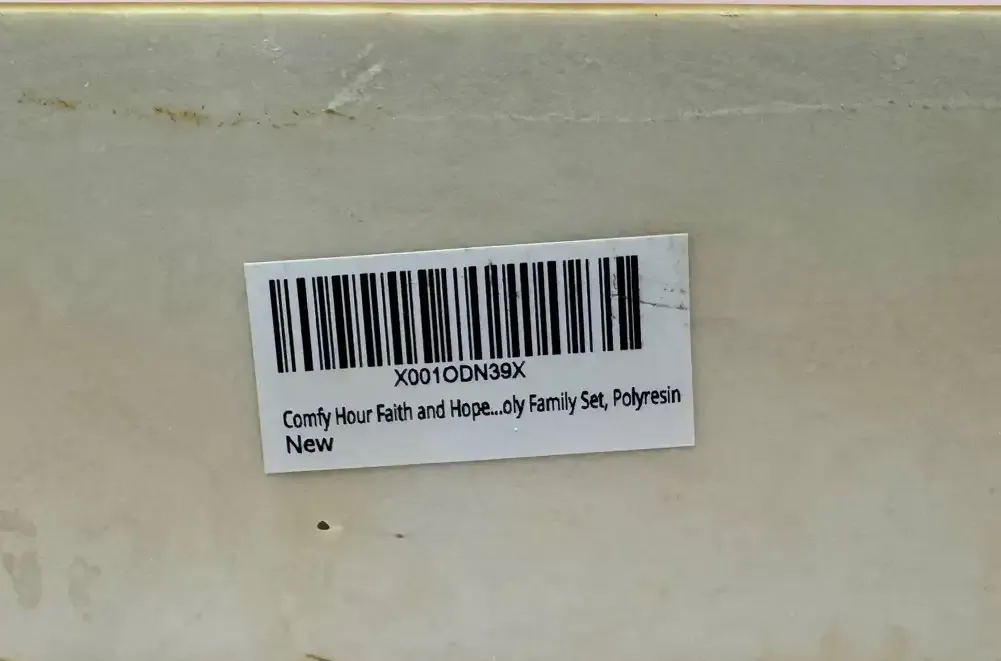 X001ODN39X
Comfy Hour Faith and Hope...oly Family Set, Polyresin
New